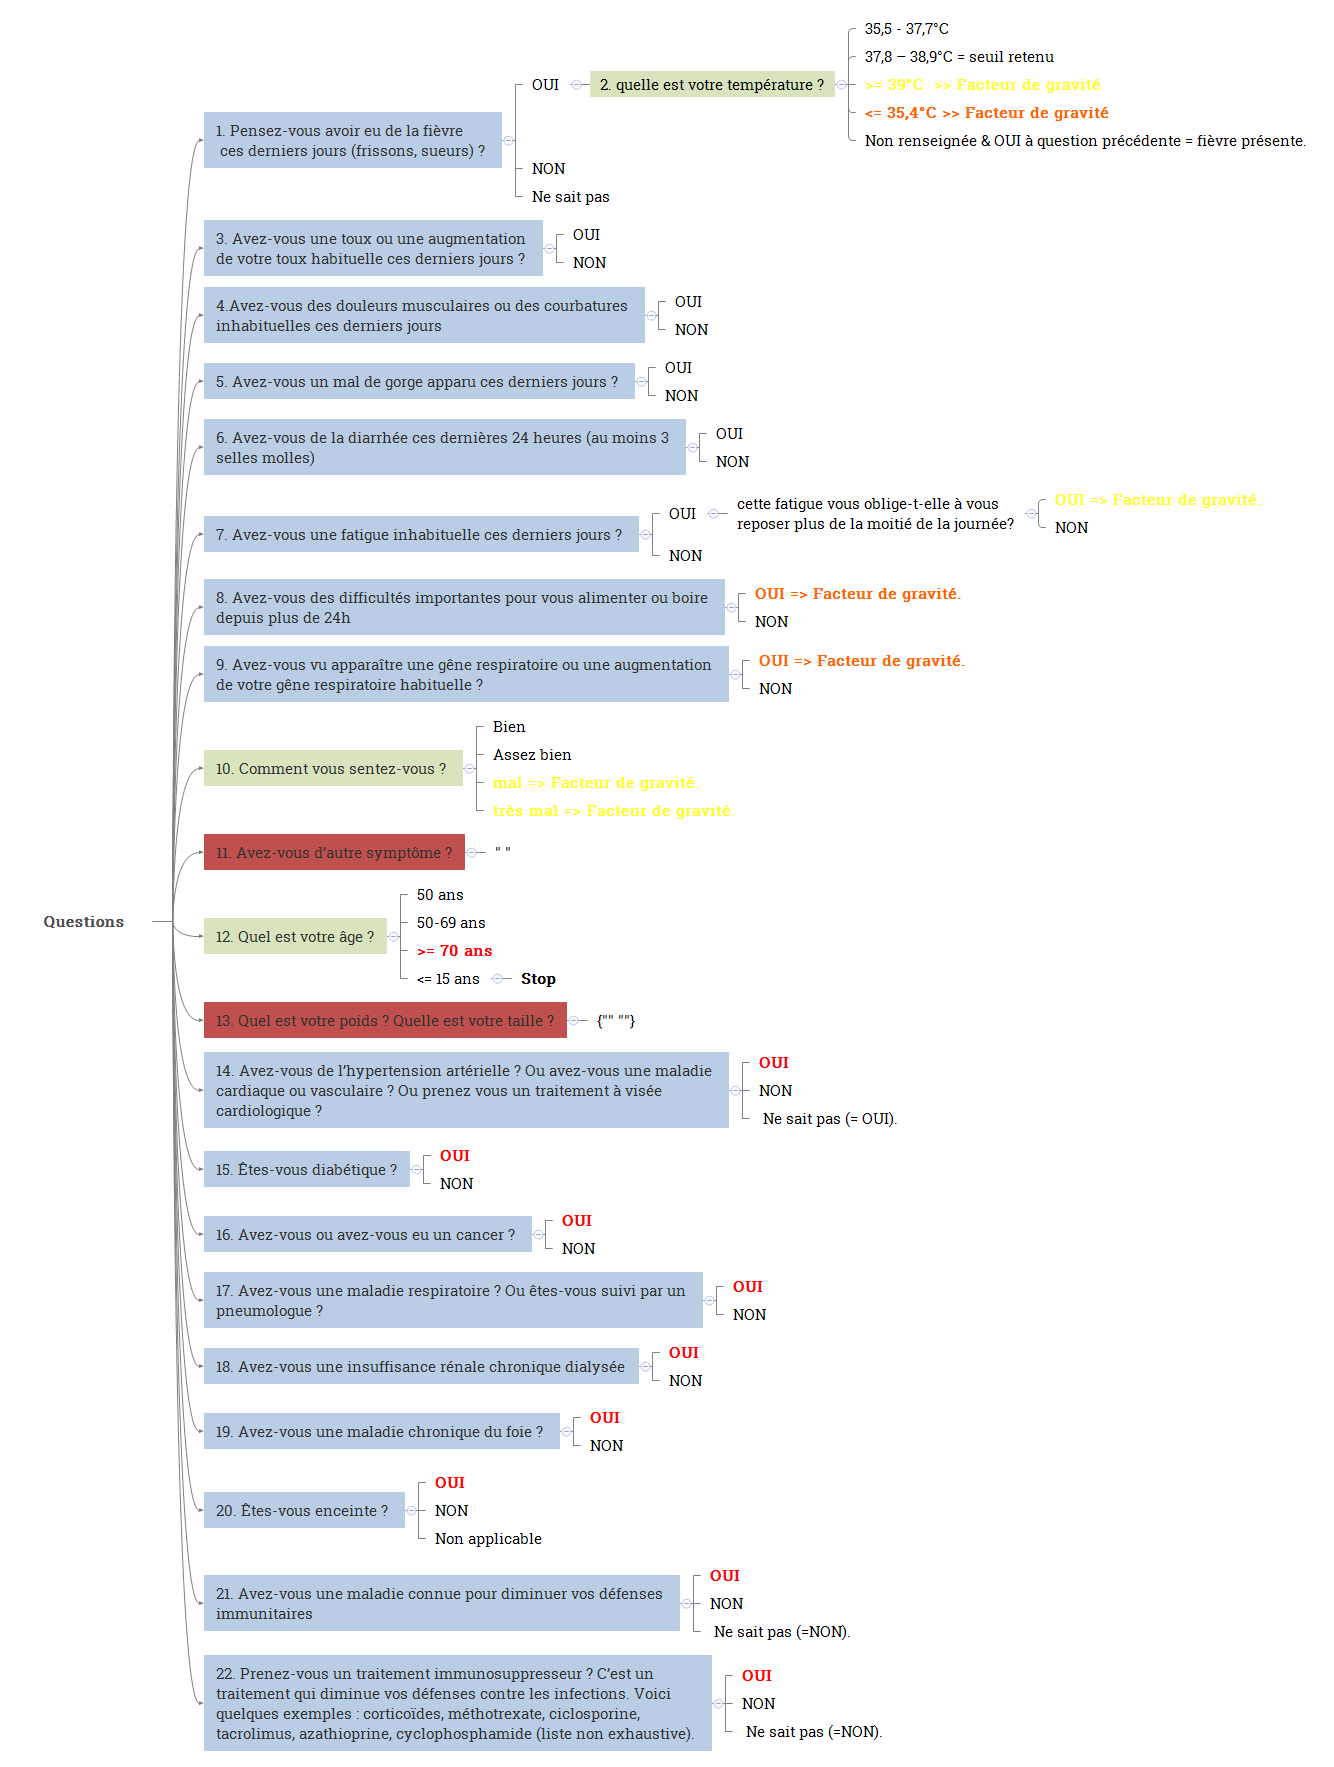 Questions
1. Pensez-vous avoir eu de la fièvre
ces derniers jours (frissons, sueurs) ?
OUI
2. quelle est votre température ?
35,5 - 37,7°C
37,8 – 38,9°C = seuil retenu
>= 39°C  >> Facteur de gravité
<= 35,4°C >> Facteur de gravité
Non renseignée & OUI à question précédente = fièvre présente.
NON
Ne sait pas
3. Avez-vous une toux ou une augmentation
de votre toux habituelle ces derniers jours ?
OUI
NON
4.Avez-vous des douleurs musculaires ou des courbatures
inhabituelles ces derniers jours
OUI
NON
5. Avez-vous un mal de gorge apparu ces derniers jours ?
OUI
NON
6. Avez-vous de la diarrhée ces dernières 24 heures (au moins 3
selles molles)
OUI
NON
7. Avez-vous une fatigue inhabituelle ces derniers jours ?
OUI
cette fatigue vous oblige-t-elle à vous
reposer plus de la moitié de la journée?
OUI => Facteur de gravité.
NON
NON
8. Avez-vous des difficultés importantes pour vous alimenter ou boire
depuis plus de 24h
OUI => Facteur de gravité.
NON
9. Avez-vous vu apparaître une gêne respiratoire ou une augmentation
de votre gêne respiratoire habituelle ?
OUI => Facteur de gravité.
NON
10. Comment vous sentez-vous ?
Bien
Assez bien
mal => Facteur de gravité.
très mal => Facteur de gravité.
11. Avez-vous d’autre symptôme ?
" "
12. Quel est votre âge ?
50 ans
50-69 ans
>= 70 ans
<= 15 ans
Stop
13. Quel est votre poids ? Quelle est votre taille ?
{"" ""}
14. Avez-vous de l’hypertension artérielle ? Ou avez-vous une maladie
cardiaque ou vasculaire ? Ou prenez vous un traitement à visée
cardiologique ?
OUI
NON
Ne sait pas (= OUI).
15. Êtes-vous diabétique ?
OUI
NON
16. Avez-vous ou avez-vous eu un cancer ?
OUI
NON
17. Avez-vous une maladie respiratoire ? Ou êtes-vous suivi par un
pneumologue ?
OUI
NON
18. Avez-vous une insuffisance rénale chronique dialysée
OUI
NON
19. Avez-vous une maladie chronique du foie ?
OUI
NON
20. Êtes-vous enceinte ?
OUI
NON
Non applicable
21. Avez-vous une maladie connue pour diminuer vos défenses
immunitaires
OUI
NON
Ne sait pas (=NON).
22. Prenez-vous un traitement immunosuppresseur ? C’est un
traitement qui diminue vos défenses contre les infections. Voici
quelques exemples : corticoïdes, méthotrexate, ciclosporine,
tacrolimus, azathioprine, cyclophosphamide (liste non exhaustive).
OUI
NON
Ne sait pas (=NON).